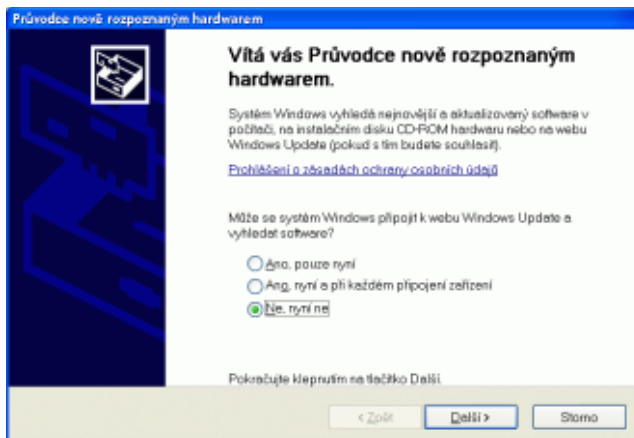 Průvodce nově rozpoznaným hardwarem
Vítá vás Průvodce nově rozpoznaným
hardwarem.
Systém Windows vyhledá nejnovější a aktualizovaný software v
počítači, na instalačním disku CD-ROM hardwaru nebo na webu
Windows Update (pokud s tím budete souhlasit).
Prohlášení o zásadách ochrany osobních údajů
Může se systém Windows připojit k webu Windows Update a
vyhledat software?
Ano, pouze nyní
Ano, nyní a při každém připojení zařízení
Ne, nyní ne
Pokračujte klepnutím na tlačítko Další.
< Zpět
Další >
Storno